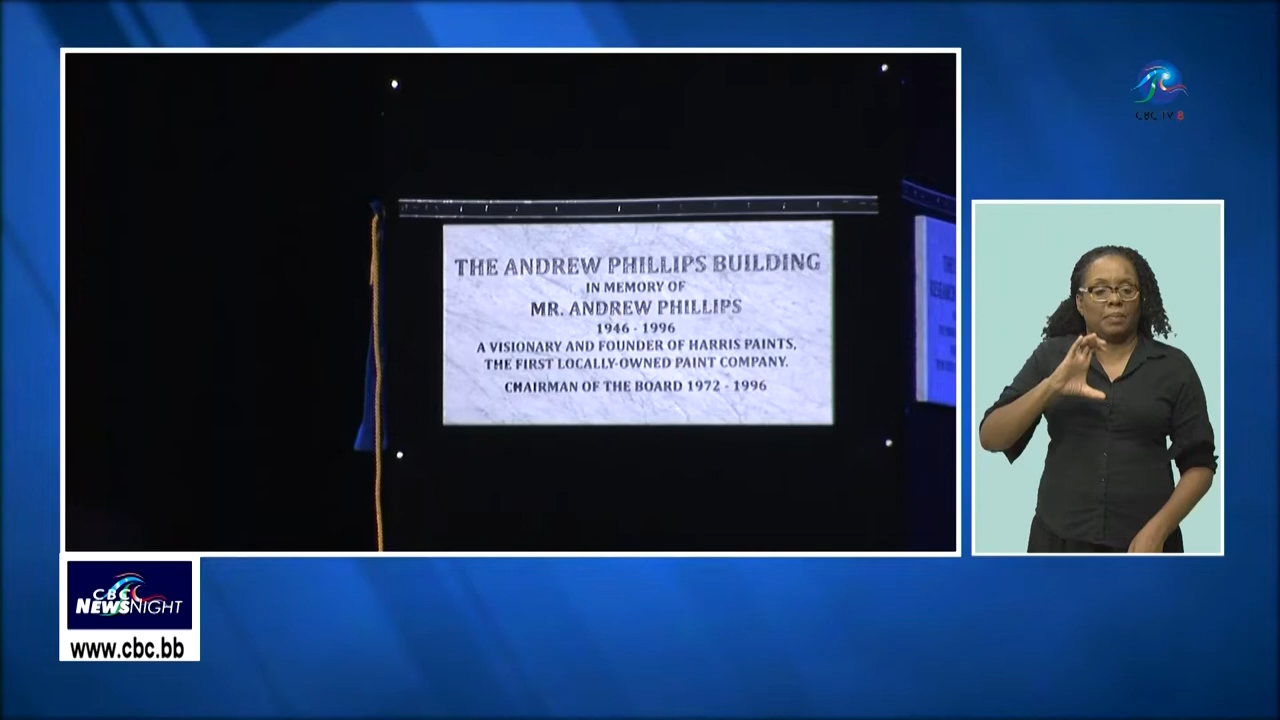 CBC TV 8
THE ANDREW PHILLIPS BUILDING
IN MEMORY OF
MR. ANDREW PHILLIPS
1946 - 1996
A VISIONARY AND FOUNDER OF HARRIS PAINTS,
THE FIRST LOCALLY-OWNED PAINT COMPANY.
CHAIRMAN OF THE BOARD 1972 - 1996
CBC
NEWSNIGHT
www.cbc.bb